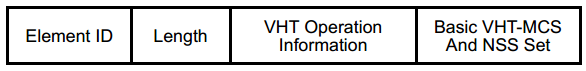 Element ID
Length
VHT Operation
Information
Basic VHT-MCS
And NSS Set